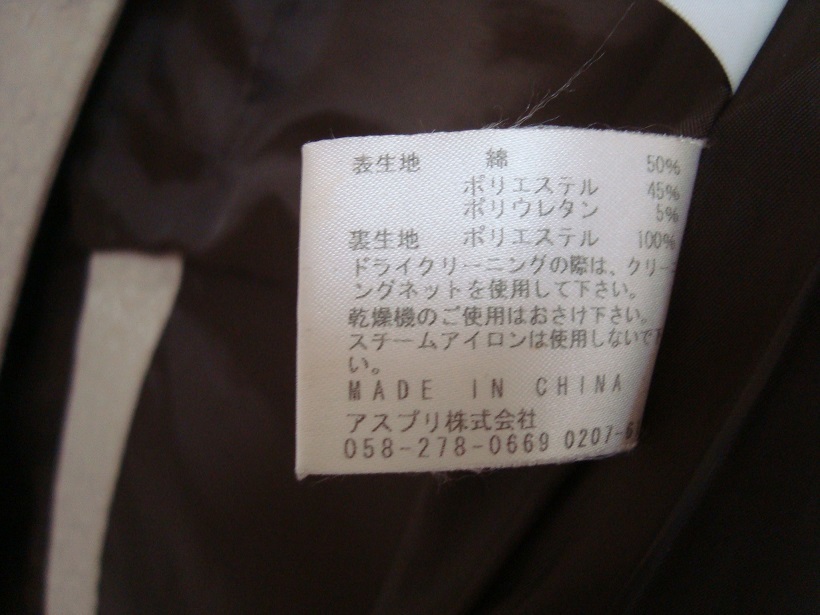 表生地 綿 50%
ポリエステル 45%
ポリウレタン 5%
裏生地 ポリエステル 100%
ドライクリーニングの際は、クリー
ングネットを使用して下さい。
乾燥機のご使用はおさけ下さい。
スチームアイロンは使用しないで下
い。
MADE IN CHINA
アスプリ株式会社
058-278-0669 0207-6